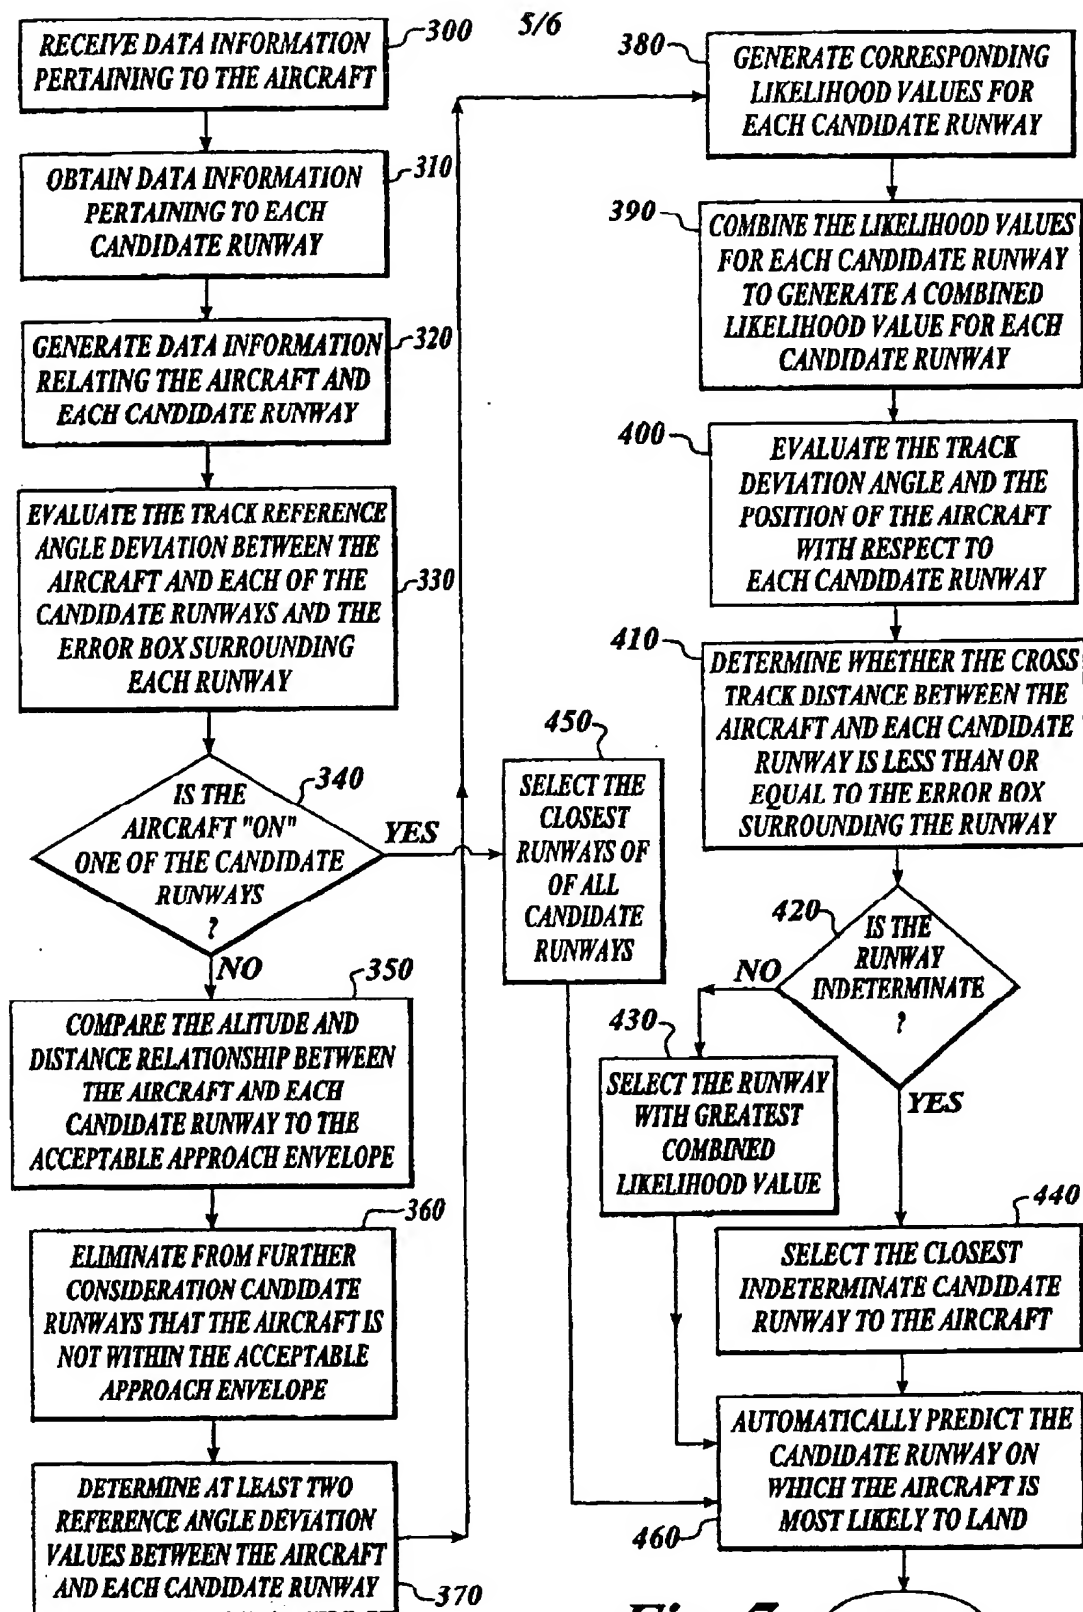 5/6
300
RECEIVE DATA INFORMATION
PERTAINING TO THE AIRCRAFT
310
OBTAIN DATA INFORMATION
PERTAINING TO EACH
CANDIDATE RUNWAY
320
GENERATE DATA INFORMATION
RELATING THE AIRCRAFT AND
EACH CANDIDATE RUNWAY
330
EVALUATE THE TRACK REFERENCE
ANGLE DEVIATION BETWEEN THE
AIRCRAFT AND EACH OF THE
CANDIDATE RUNWAYS AND THE
ERROR BOX SURROUNDING
EACH RUNWAY
340
IS THE
AIRCRAFT "ON"
ONE OF THE CANDIDATE
RUNWAYS
?
YES
NO
350
COMPARE THE ALITUDE AND
DISTANCE RELATIONSHIP BETWEEN
THE AIRCRAFT AND EACH
CANDIDATE RUNWAY TO THE
ACCEPTABLE APPROACH ENVELOPE
360
ELIMINATE FROM FURTHER
CONSIDERATION CANDIDATE
RUNWAYS THAT THE AIRCRAFT IS
NOT WITHIN THE ACCEPTABLE
APPROACH ENVELOPE
DETERMINE AT LEAST TWO
REFERENCE ANGLE DEVIATION
VALUES BETWEEN THE AIRCRAFT
AND EACH CANDIDATE RUNWAY
370
450
SELECT THE
CLOSEST
RUNWAYS OF
OF ALL
CANDIDATE
RUNWAYS
380
GENERATE CORRESPONDING
LIKELIHOOD VALUES FOR
EACH CANDIDATE RUNWAY
390
COMBINE THE LIKELIHOOD VALUES
FOR EACH CANDIDATE RUNWAY
TO GENERATE A COMBINED
LIKELIHOOD VALUE FOR EACH
CANDIDATE RUNWAY
400
EVALUATE THE TRACK
DEVIATION ANGLE AND THE
POSITION OF THE AIRCRAFT
WITH RESPECT TO
EACH CANDIDATE RUNWAY
410
DETERMINE WHETHER THE CROSS
TRACK DISTANCE BETWEEN THE
AIRCRAFT AND EACH CANDIDATE
RUNWAY IS LESS THAN OR
EQUAL TO THE ERROR BOX
SURROUNDING THE RUNWAY
420
IS THE
RUNWAY
INDETERMINATE
?
NO
YES
430
SELECT THE RUNWAY
WITH GREATEST
COMBINED
LIKELIHOOD VALUE
440
SELECT THE CLOSEST
INDETERMINATE CANDIDATE
RUNWAY TO THE AIRCRAFT
AUTOMATICALLY PREDICT THE
CANDIDATE RUNWAY ON
WHICH THE AIRCRAFT IS
MOST LIKELY TO LAND
460